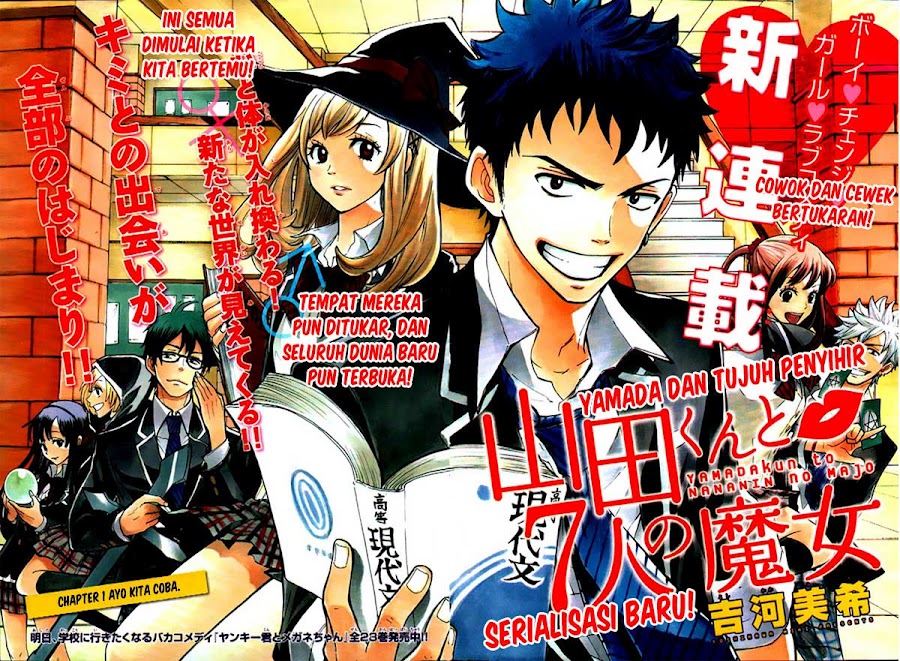 INI SEMUA
DIMULAI KETIKA
KITA BERTEMU!
ボーイ♥チェンジ
ガール♥ラブコ
ィ
新連載
COWOK DAN CEWEK
BERTUKARAN!
と体が入れ換わる!
新たな世界が見えてくる!!
キミとの出会いが
全部のはじまり!!
TEMPAT MEREKA
PUN DITUKAR, DAN
SELURUH DUNIA BARU
PUN TERBUKA!
YAMADA DAN TUJUH PENYIHIR
山田くんと
YAMADAKUN to
NANANIN no MAJO
7人の魔女
吉河美希
SERIALISASI BARU!
高等
現代文
現代文
CHAPTER 1 AYO KITA COBA.
明日、学校に行きたくなるバカコメディ『ヤンキー君とメガネちゃん』全23巻発売中!!